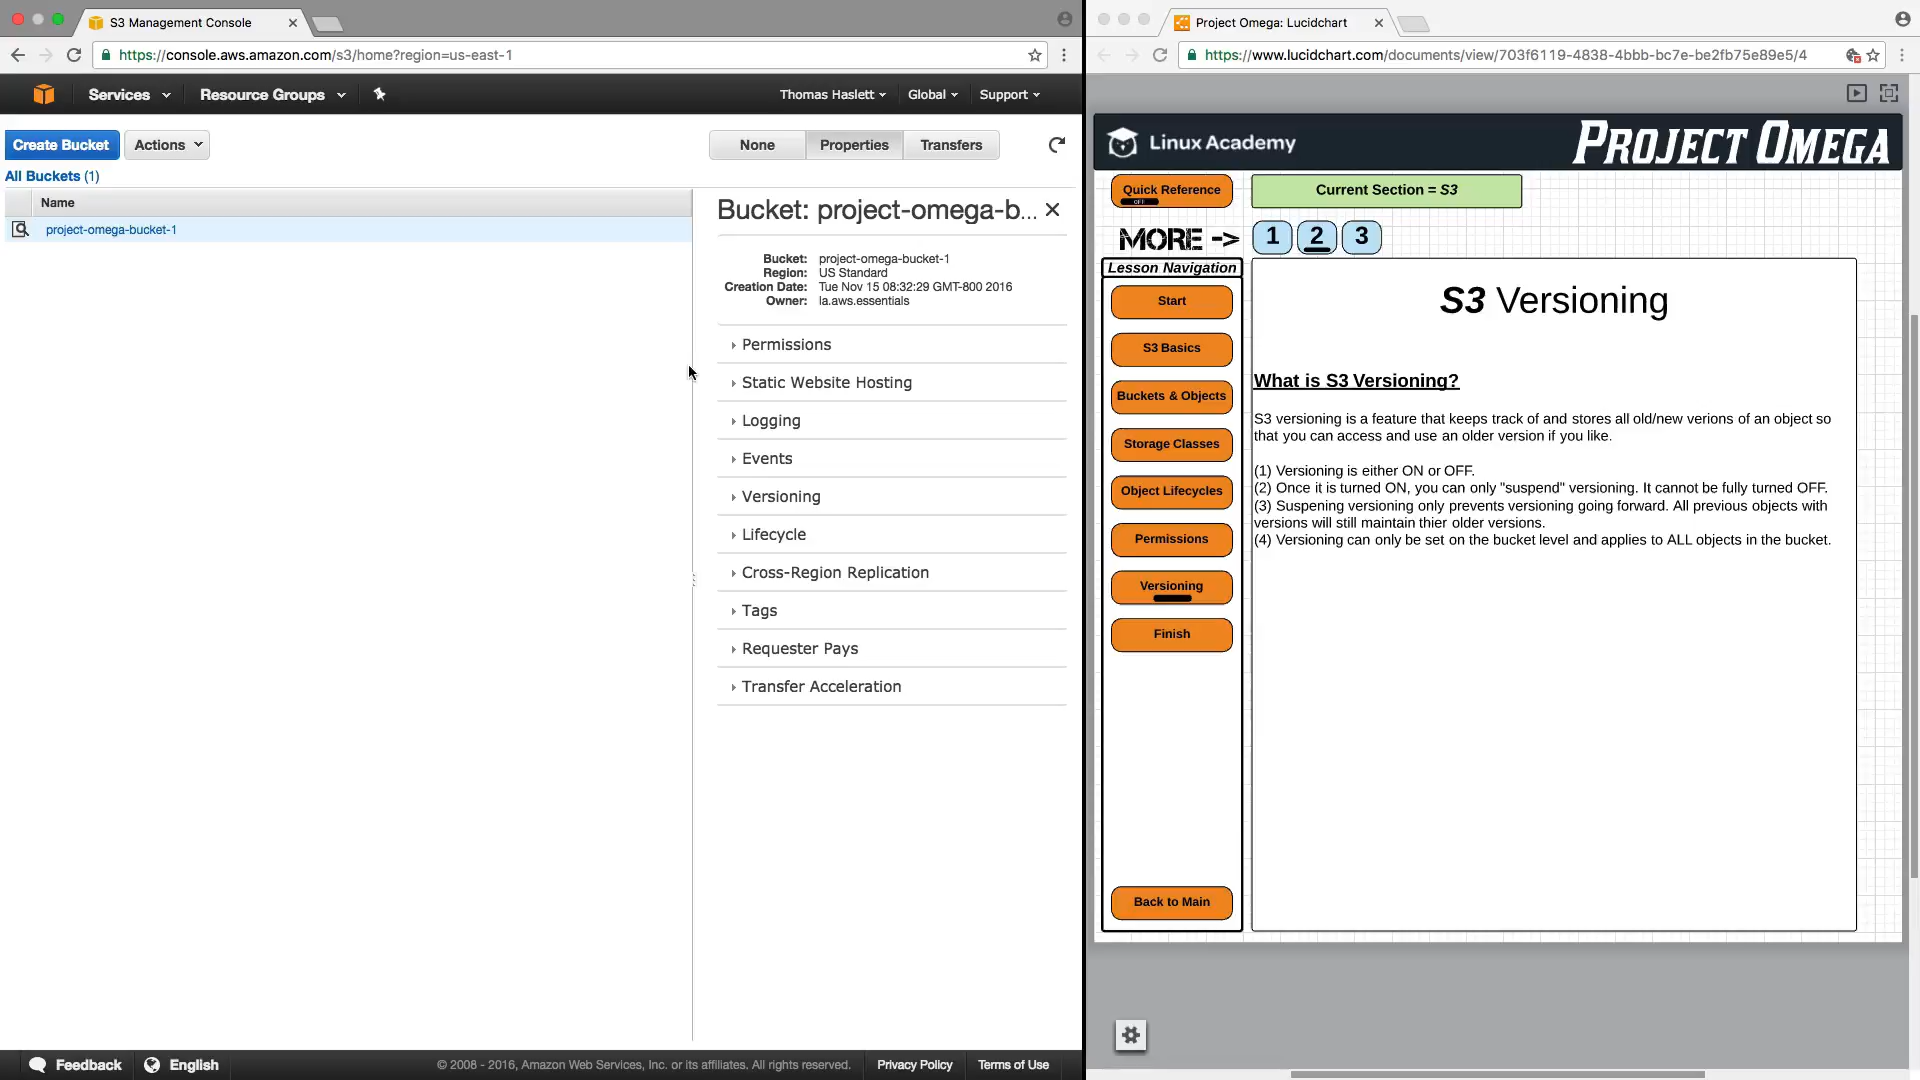 S3 Management Console
https://console.aws.amazon.com/s3/home?region=us-east-1
Services
Resource Groups
Thomas Haslett
Global
Support
Create Bucket
Actions
None
Properties
Transfers
All Buckets (1)
Name
project-omega-bucket-1
Bucket: project-omega-b...
Bucket: project-omega-bucket-1
Region: US Standard
Creation Date: Tue Nov 15 08:32:29 GMT-800 2016
Owner: la.aws.essentials
Permissions
Static Website Hosting
Logging
Events
Versioning
Lifecycle
Cross-Region Replication
Tags
Requester Pays
Transfer Acceleration
Feedback
English
© 2008 - 2016, Amazon Web Services, Inc. or its affiliates. All rights reserved.
Privacy Policy
Terms of Use
Project Omega: Lucidchart
https://www.lucidchart.com/documents/view/703f6119-4838-4bbb-bc7e-be2fb75e89e5/4
Linux Academy
PROJECT OMEGA
Quick Reference
OFF
Current Section = S3
MORE ->
1
2
3
Lesson Navigation
Start
S3 Basics
Buckets & Objects
Storage Classes
Object Lifecycles
Permissions
Versioning
Finish
Back to Main
S3 Versioning
What is S3 Versioning?
S3 versioning is a feature that keeps track of and stores all old/new verions of an object so
that you can access and use an older version if you like.
(1) Versioning is either ON or OFF.
(2) Once it is turned ON, you can only "suspend" versioning. It cannot be fully turned OFF.
(3) Suspening versioning only prevents versioning going forward. All previous objects with
versions will still maintain thier older versions.
(4) Versioning can only be set on the bucket level and applies to ALL objects in the bucket.